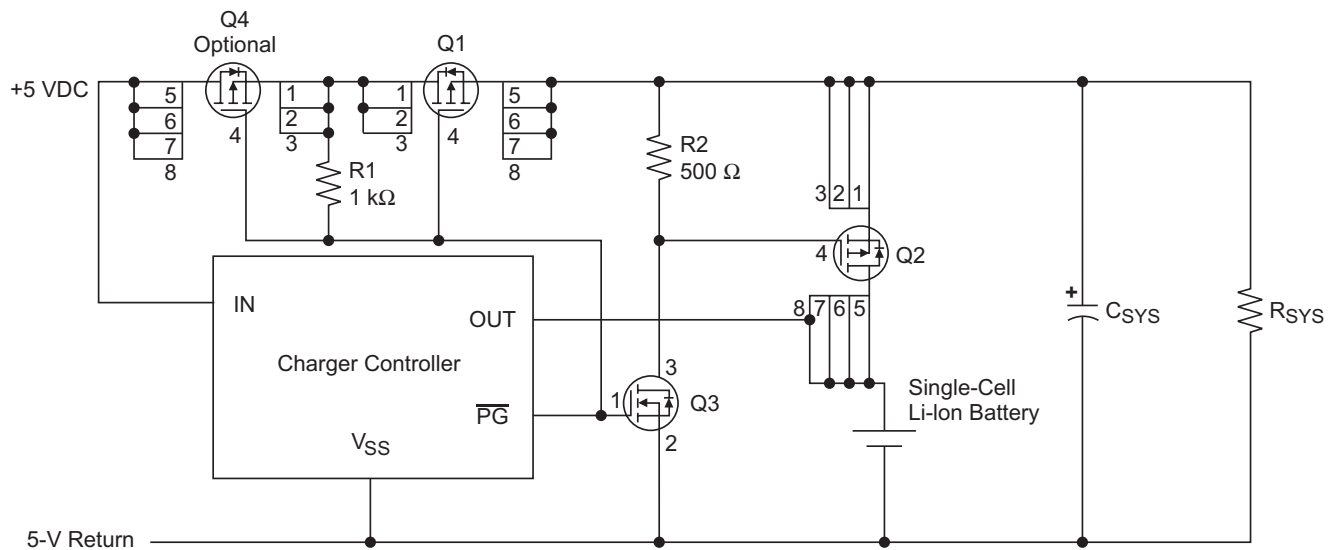 Q4
Optional
Q1
+5 VDC
5
6
7
8
4
1
2
3
1
2
3
4
5
6
7
8
R1
1 kΩ
R2
500 Ω
3 2 1
4
Q2
8 7 6 5
IN
OUT
Charger Controller
PG
VSS
3
1
Q3
2
Single-Cell
Li-Ion Battery
+
CSYS
RSYS
5-V Return